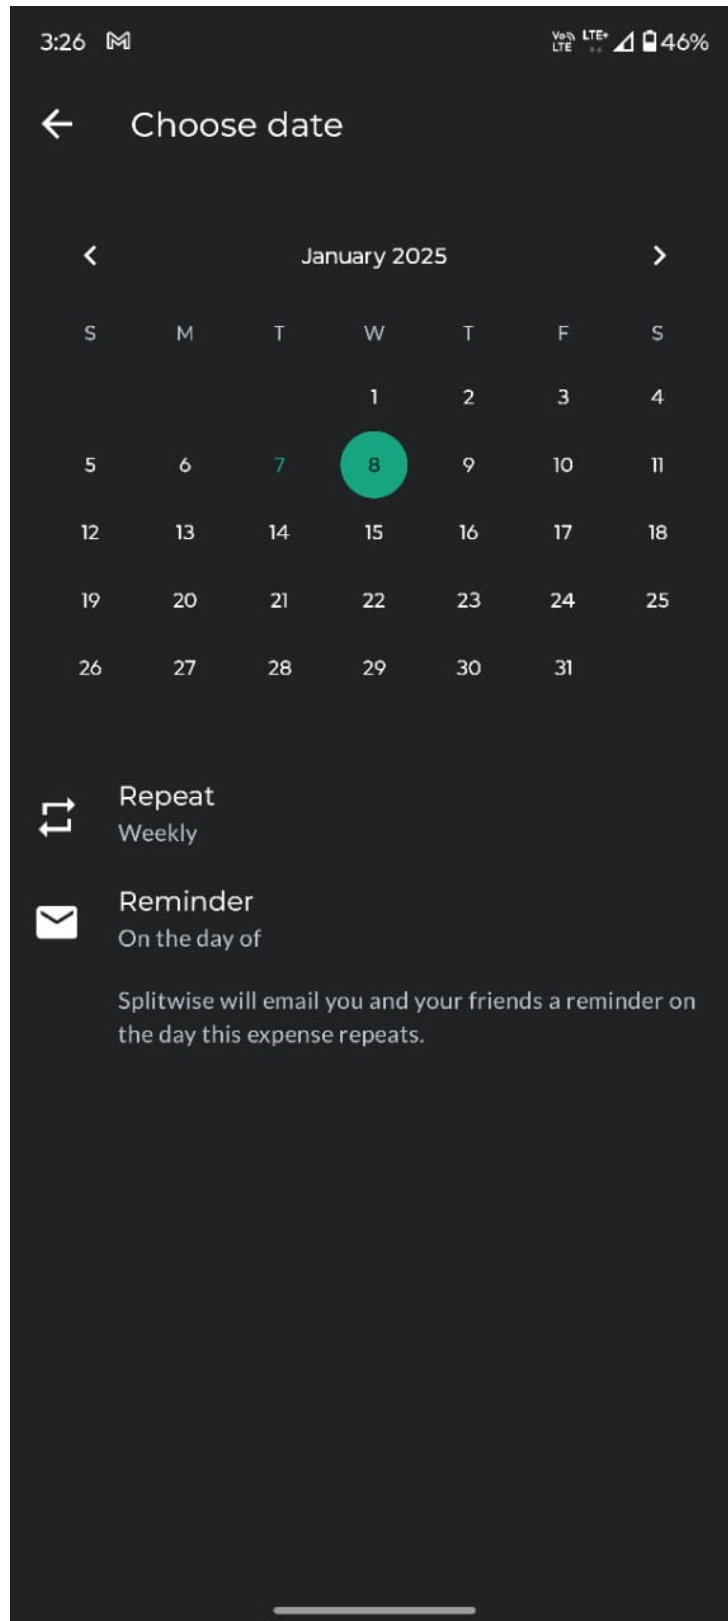 3:26 46%
Vo LTE LTE+
Choose date
January 2025
S M T W T F S
1 2 3 4
5 6 7 8 9 10 11
12 13 14 15 16 17 18
19 20 21 22 23 24 25
26 27 28 29 30 31
Repeat
Weekly
Reminder
On the day of
Splitwise will email you and your friends a reminder on
the day this expense repeats.